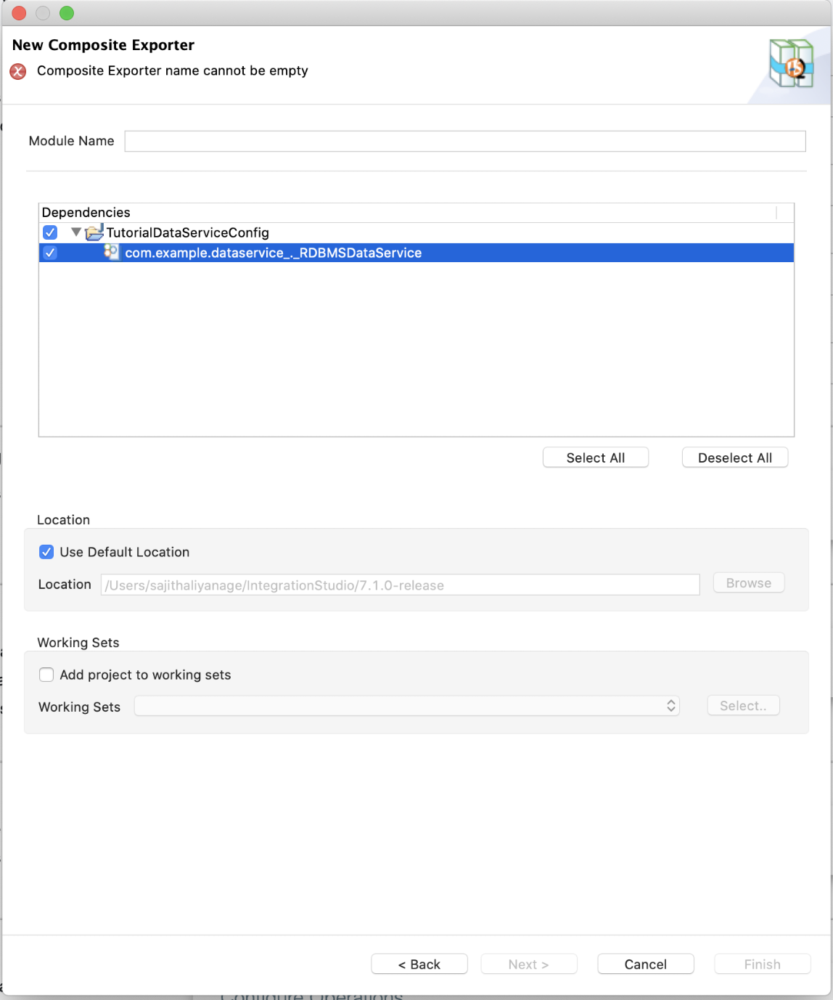 New Composite Exporter
Composite Exporter name cannot be empty
Module Name
Dependencies
TutorialDataServiceConfig
com.example.dataservice_._RDBMSDataService
Select All Deselect All
Location
Use Default Location
Location /Users/sajithaliyanage/IntegrationStudio/7.1.0-release Browse
Working Sets
Add project to working sets
Working Sets Select..
< Back Next > Cancel Finish
Configure Operations